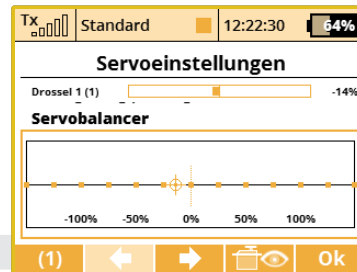 Tx
Standard
12:22:30
64%
Servoeinstellungen
Drossel 1 (1)
-14%
Servobalancer
-100% -50% 0% 50% 100%
(1)
Ok